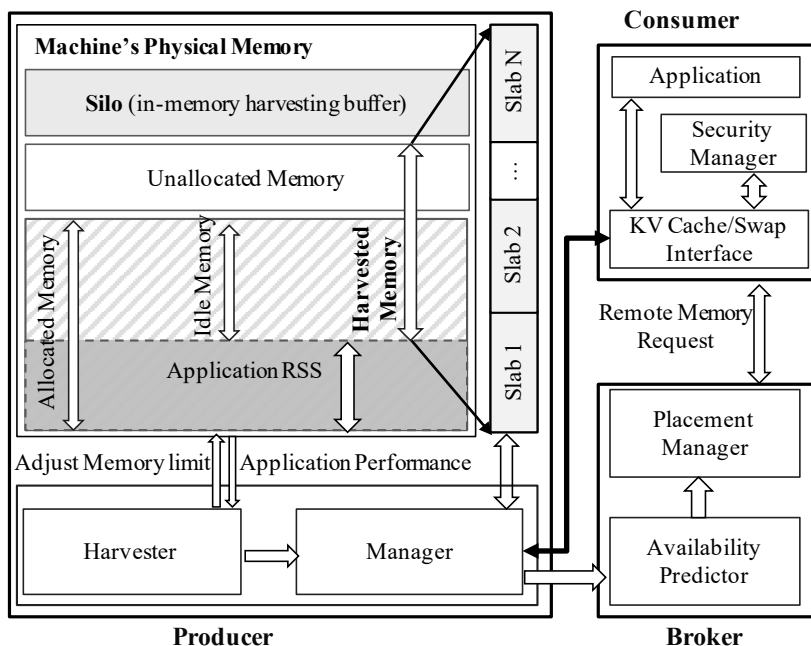 Machine's Physical Memory
Silo (in-memory harvesting buffer)
Unallocated Memory
Allocated Memory
Idle Memory
Harvested
Memory
Application RSS
Slab N
...
Slab 2
Slab 1
Adjust Memory limit
Application Performance
Harvester
Manager
Producer
Consumer
Application
Security
Manager
KV Cache/Swap
Interface
Remote Memory
Request
Placement
Manager
Availability
Predictor
Broker